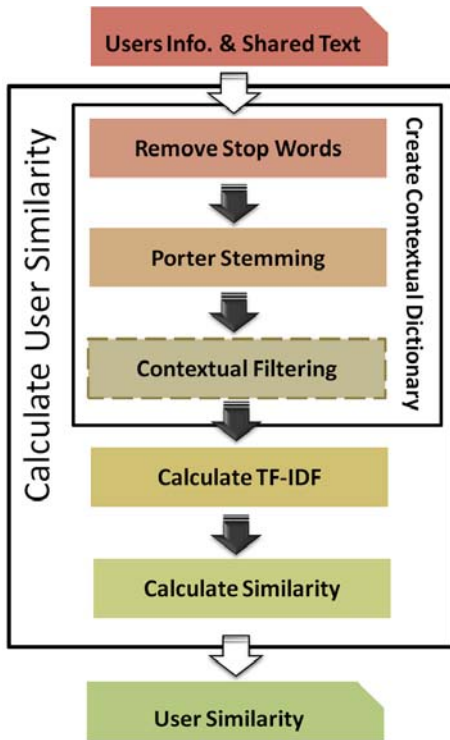 Users Info. & Shared Text
Calculate User Similarity
Create Contextual Dictionary
Remove Stop Words
Porter Stemming
Contextual Filtering
Calculate TF-IDF
Calculate Similarity
User Similarity